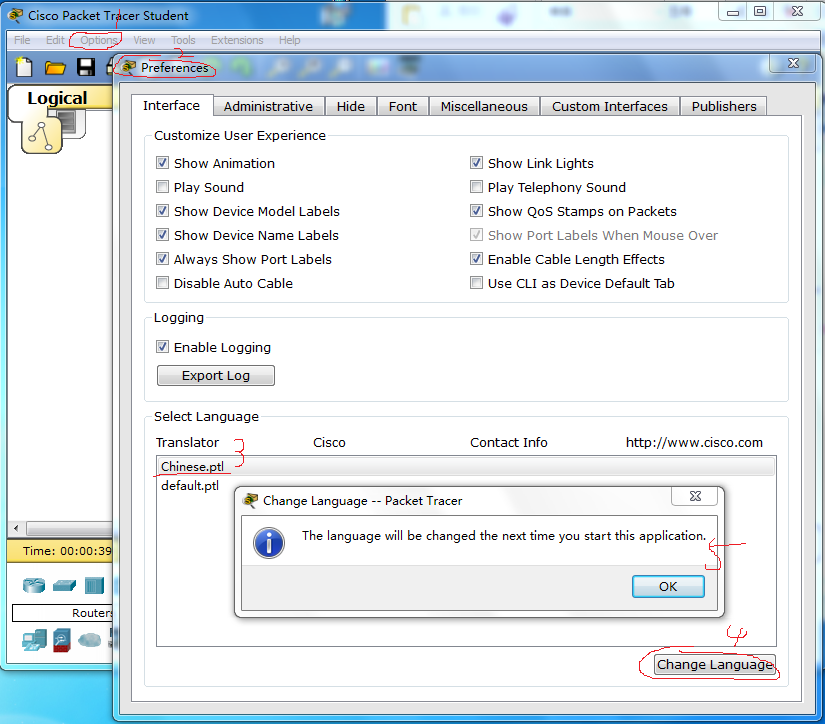 Cisco Packet Tracer Student
File Edit Options View Tools Extensions Help
1
2
Preferences
Logical
Interface Administrative Hide Font Miscellaneous Custom Interfaces Publishers
Customize User Experience
Show Animation Show Link Lights
Play Sound Play Telephony Sound
Show Device Model Labels Show QoS Stamps on Packets
Show Device Name Labels Show Port Labels When Mouse Over
Always Show Port Labels Enable Cable Length Effects
Disable Auto Cable Use CLI as Device Default Tab
Logging
Enable Logging
Export Log
Select Language
Translator Cisco Contact Info http://www.cisco.com
3
Chinese.ptl
default.ptl
Change Language -- Packet Tracer
The language will be changed the next time you start this application.
5
OK
Time: 00:00:39
Routers
4
Change Language